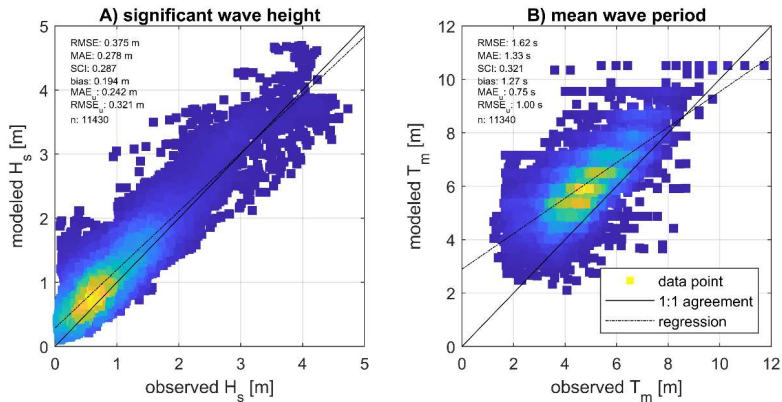 A) significant wave height
RMSE: 0.375 m
MAE: 0.278 m
SCI: 0.287
bias: 0.194 m
MAE_u: 0.242 m
RMSE_u: 0.321 m
n: 11430
5
4
3
2
1
0
modeled H_s [m]
0 1 2 3 4 5
observed H_s [m]
B) mean wave period
RMSE: 1.62 s
MAE: 1.33 s
SCI: 0.321
bias: 1.27 s
MAE_u: 0.75 s
RMSE_u: 1.00 s
n: 11340
12
10
8
6
4
2
0
modeled T_m [m]
data point
1:1 agreement
regression
0 2 4 6 8 10 12
observed T_m [m]